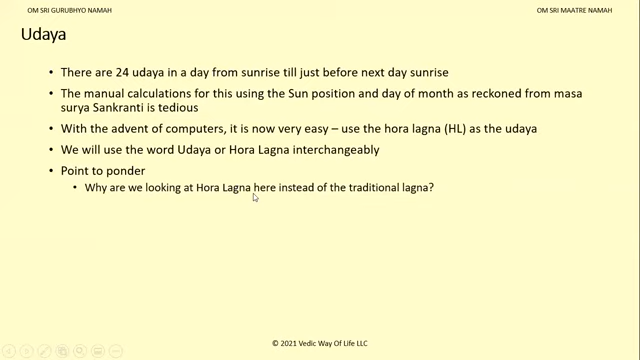 OM SRI GURUBHYO NAMAH
OM SRI MAATRE NAMAH
Udaya
• There are 24 udaya in a day from sunrise till just before next day sunrise
• The manual calculations for this using the Sun position and day of month as reckoned from masa
surya Sankranti is tedious
• With the advent of computers, it is now very easy – use the hora lagna (HL) as the udaya
• We will use the word Udaya or Hora Lagna interchangeably
• Point to ponder
• Why are we looking at Hora Lagna here instead of the traditional lagna?
© 2021 Vedic Way Of Life LLC